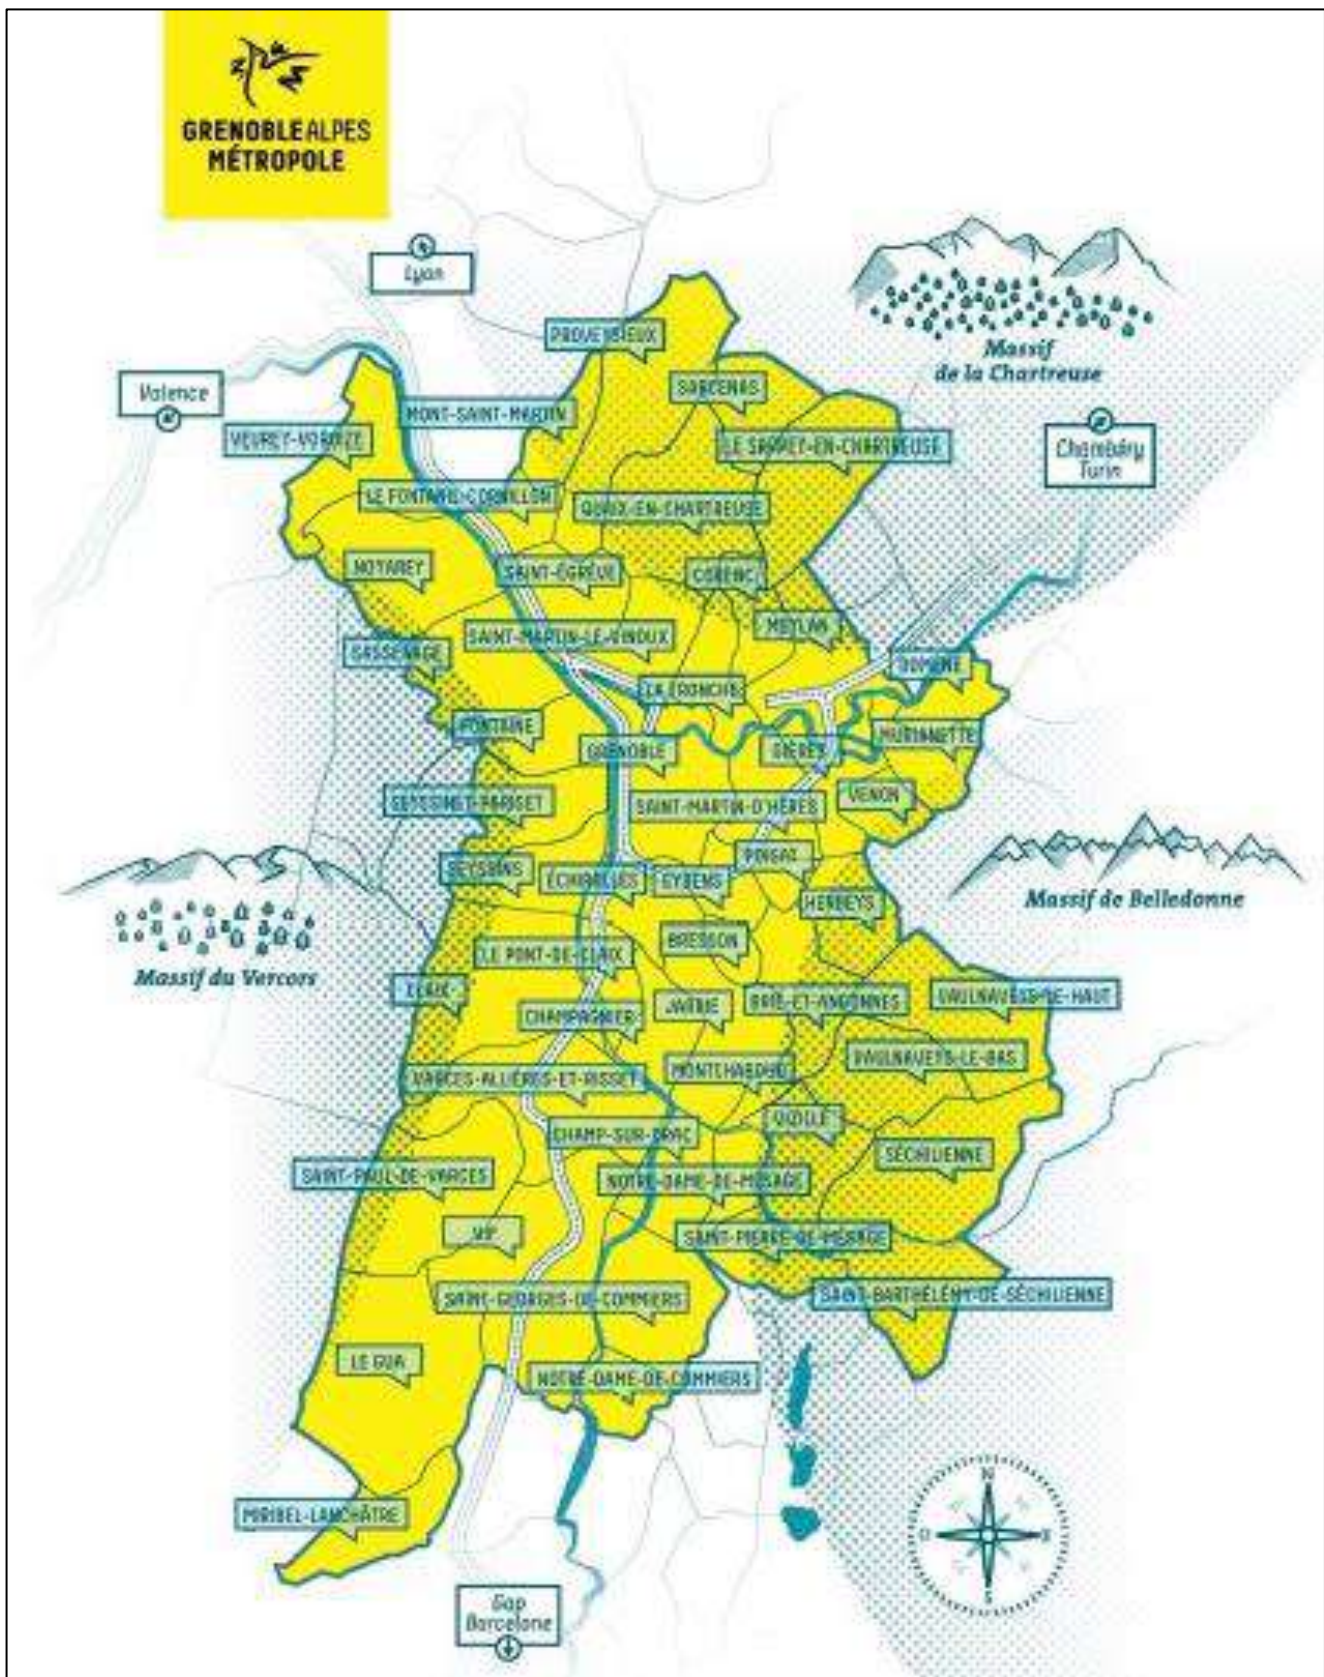 GRENOBLEALPES
MÉTROPOLE
Lyon
PROVEYSIEUX
Massif
de la Chartreuse
SARCENAS
Valence
MONT-SAINT-MARTIN
Chambéry
Turin
VEUREY-VOROIZE
LE SAPPEY-EN-CHARTREUSE
LE FONTANIL-CORNILLON
QUAIX-EN-CHARTREUSE
NOYAREY
SAINT-ÉGRÈVE
CORENC
MEYLAN
SAINT-MARTIN-LE-VINOUX
SASSENAGE
DOMÈNE
LA TRONCHE
FONTAINE
GRENOBLE
GIÈRES
MURIANETTE
SEYSSINET-PARISET
SAINT-MARTIN-D'HÈRES
VENON
POISAT
SEYSSINS
ÉCHIROLLES
EYBENS
HERBEYS
Massif de Belledonne
BRESSON
LE PONT-DE-CLAIX
Massif du Vercors
CLAIX
CHAMPAGNIER
JARRIE
BRIÉ-ET-ANGONNES
VAULNAVEYS-LE-HAUT
VAULNAVEYS-LE-BAS
MONTCHABOUD
VARCES-ALLIÈRES-ET-RISSET
VIZILLE
CHAMP-SUR-DRAC
SÉCHILIENNE
SAINT-PAUL-DE-VARCES
NOTRE-DAME-DE-MÉSAGE
VIF
SAINT-PIERRE-DE-MÉSAGE
SAINT-GEORGES-DE-COMMIERS
SAINT-BARTHÉLÉMY-DE-SÉCHILIENNE
LE GUA
NOTRE-DAME-DE-COMMIERS
N
MIRIBEL-LANCHÂTRE
O
E
S
Gap
Barcelone